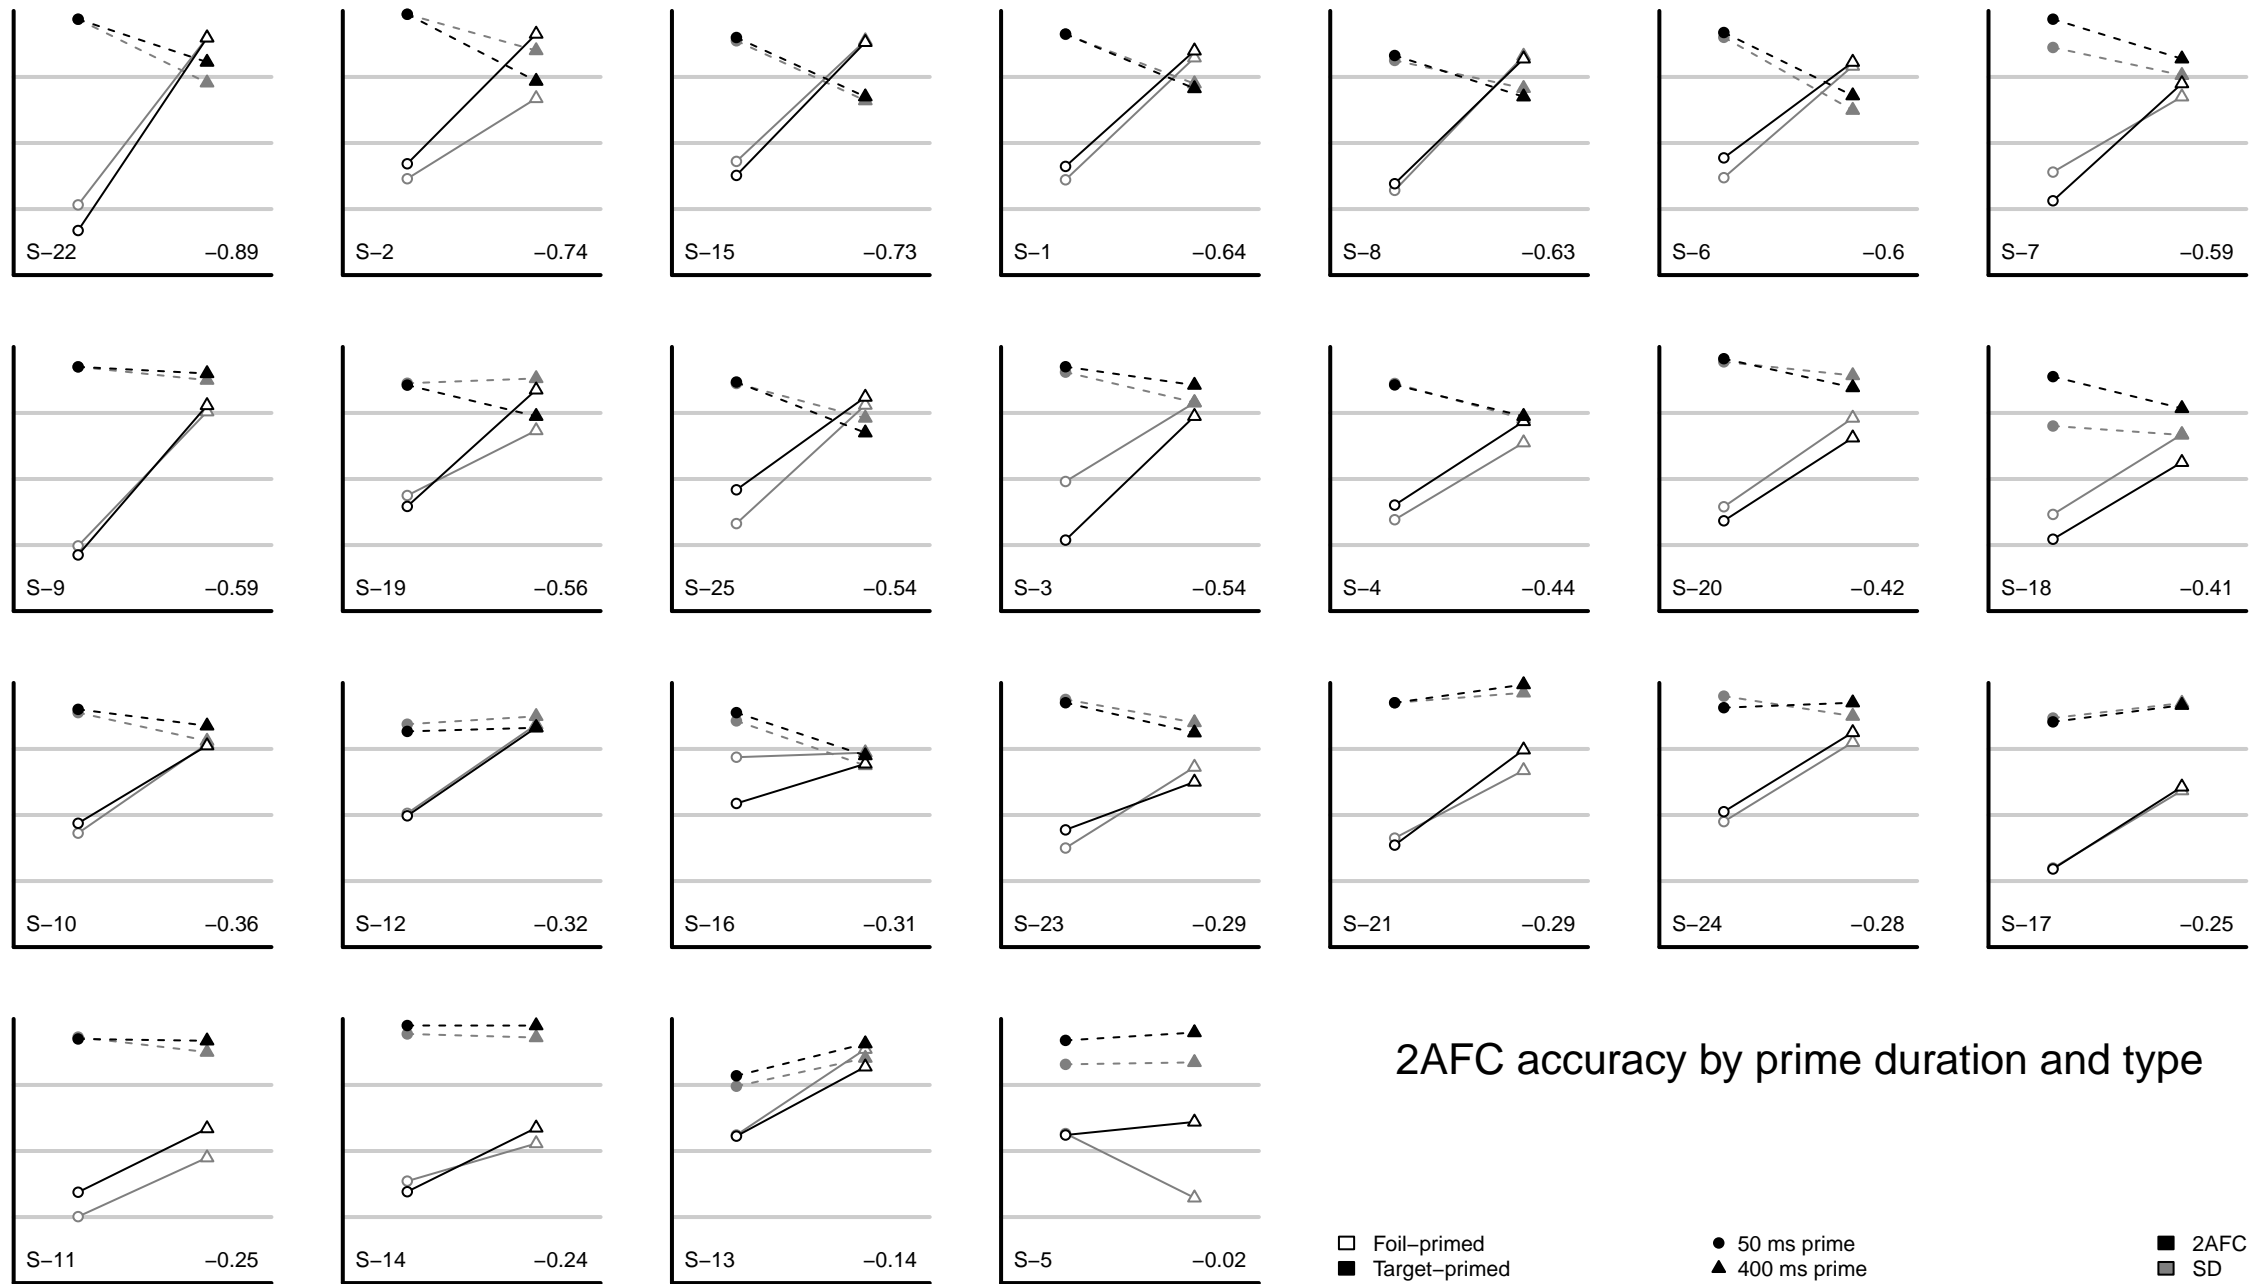 S−22 −0.89
S−2 −0.74
S−15 −0.73
S−1 −0.64
S−8 −0.63
S−6 −0.6
S−7 −0.59
S−9 −0.59
S−19 −0.56
S−25 −0.54
S−3 −0.54
S−4 −0.44
S−20 −0.42
S−18 −0.41
S−10 −0.36
S−12 −0.32
S−16 −0.31
S−23 −0.29
S−21 −0.29
S−24 −0.28
S−17 −0.25
S−11 −0.25
S−14 −0.24
S−13 −0.14
S−5 −0.02
2AFC accuracy by prime duration and type
Foil−primed
Target−primed
50 ms prime
400 ms prime
2AFC
SD